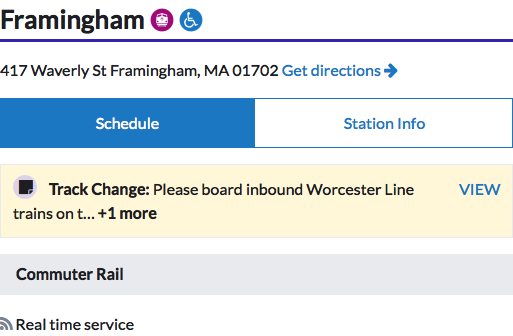 Framingham
417 Waverly St Framingham, MA 01702 Get directions
Schedule
Station Info
Track Change: Please board inbound Worcester Line VIEW
trains on t... +1 more
Commuter Rail
Real time service